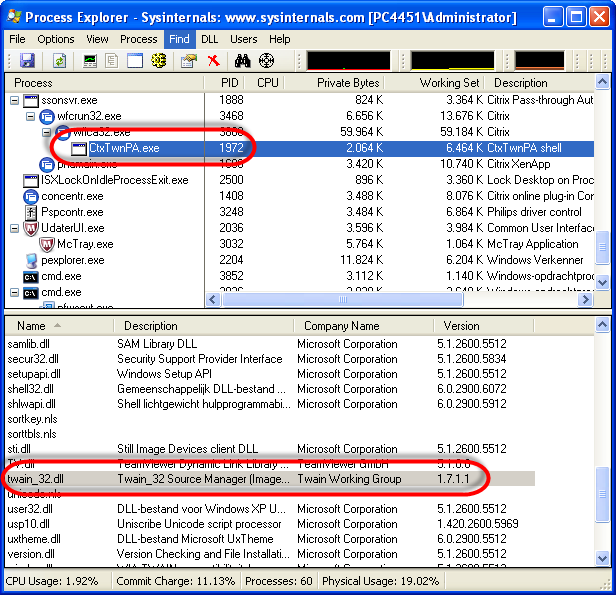 Process Explorer - Sysinternals: www.sysinternals.com [PC4451\Administrator]
File Options View Process Find DLL Users Help
Process PID CPU Private Bytes Working Set Description
ssonsvr.exe 1888 824 K 3.364 K Citrix Pass-through Aut
wfcrun32.exe 3468 6.656 K 13.676 K Citrix
wfica32.exe 59.964 K 59.184 K Citrix
CtxTwnPA.exe 1972 2.064 K 6.464 K CtxTwnPA shell
pnamain.exe 3.420 K 10.740 K Citrix XenApp
ISXLockOnIdleProcessExit.exe 2500 896 K 3.360 K Lock Desktop on Proc
concentr.exe 1408 3.488 K 8.076 K Citrix online plug-in Con
Pspcontr.exe 3248 3.484 K 6.864 K Philips driver control
UdaterUI.exe 2036 3.596 K 3.984 K Common User Interfac
McTray.exe 3032 5.764 K 1.064 K McTray Application
pexplorer.exe 2204 11.824 K 6.204 K Windows Verkenner
cmd.exe 3852 3.112 K 1.140 K Windows-opdrachtproc
cmd.exe
Name Description Company Name Version
samlib.dll SAM Library DLL Microsoft Corporation 5.1.2600.5512
secur32.dll Security Support Provider Interface Microsoft Corporation 5.1.2600.5834
setupapi.dll Windows Setup API Microsoft Corporation 5.1.2600.5512
shell32.dll Gemeenschappelijk DLL-bestand ... Microsoft Corporation 6.0.2900.6072
shlwapi.dll Shell lichtgewicht hulpprogrammabi... Microsoft Corporation 6.0.2900.5912
sortkey.nls
sorttbls.nls
sti.dll Still Image Devices client DLL Microsoft Corporation 5.1.2600.5512
Tv.dll TeamViewer Dynamic Link Library ... TeamViewer GmbH
twain_32.dll Twain_32 Source Manager (Image... Twain Working Group 1.7.1.1
unicode.nls
user32.dll DLL-bestand voor Windows XP U... Microsoft Corporation 5.1.2600.5512
usp10.dll Uniscribe Unicode script processor Microsoft Corporation 1.420.2600.5969
uxtheme.dll DLL-bestand Microsoft UxTheme Microsoft Corporation 6.0.2900.5512
version.dll Version Checking and File Installati... Microsoft Corporation 5.1.2600.5512
CPU Usage: 1.92% Commit Charge: 11.13% Processes: 60 Physical Usage: 19.02%